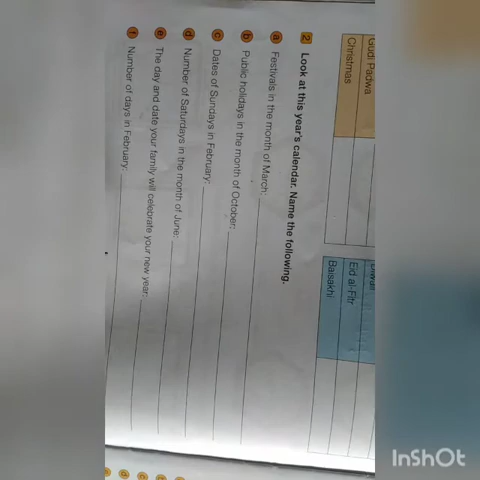 Gudi Padwa
Christmas
Diwali
Eid al-Fitr
Baisakhi
2 Look at this year's calendar. Name the following.
a Festivals in the month of March:
b Public holidays in the month of October:
c Dates of Sundays in February:
d Number of Saturdays in the month of June:
e The day and date your family will celebrate your new year:
f Number of days in February:
InShOt